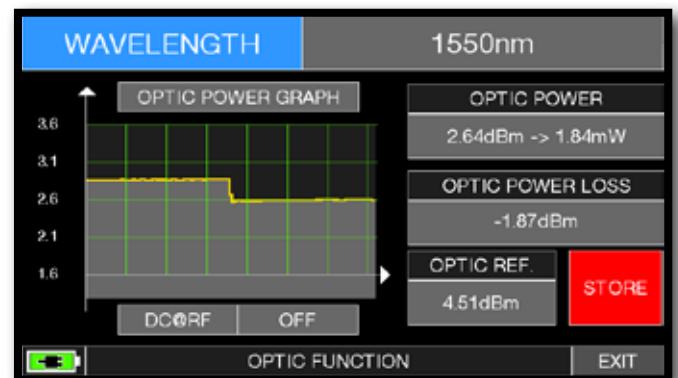 WAVELENGTH 1550nm
OPTIC POWER GRAPH
3.6
3.1
2.6
2.1
1.6
DC@RF OFF
OPTIC POWER
2.64dBm -> 1.84mW
OPTIC POWER LOSS
-1.87dBm
OPTIC REF.
4.51dBm
STORE
OPTIC FUNCTION EXIT